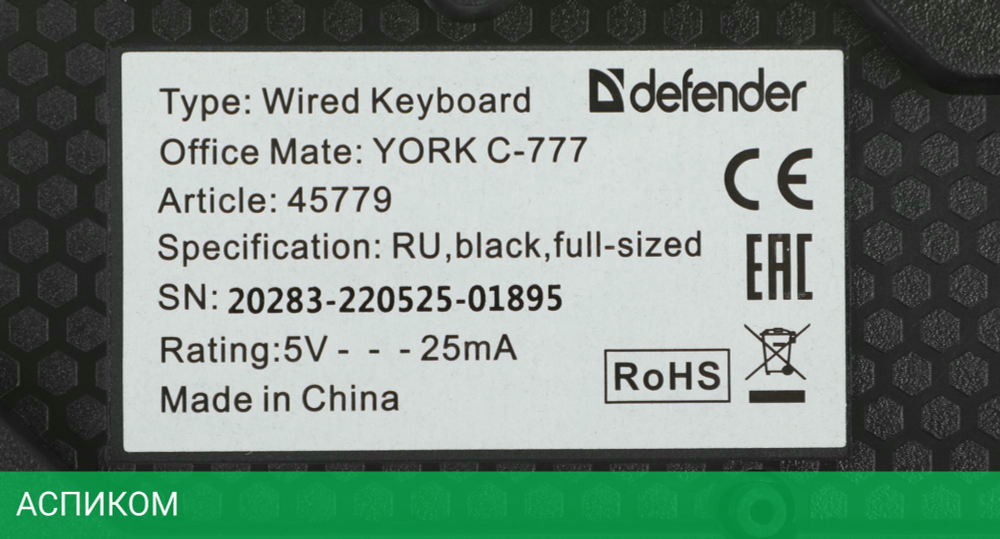 defender
Type: Wired Keyboard
Office Mate: YORK C-777
Article: 45779
Specification: RU,black,full-sized
SN: 20283-220525-01895
Rating:5V - - - 25mA
Made in China
CE
EAC
RoHS
АСПИКОМ